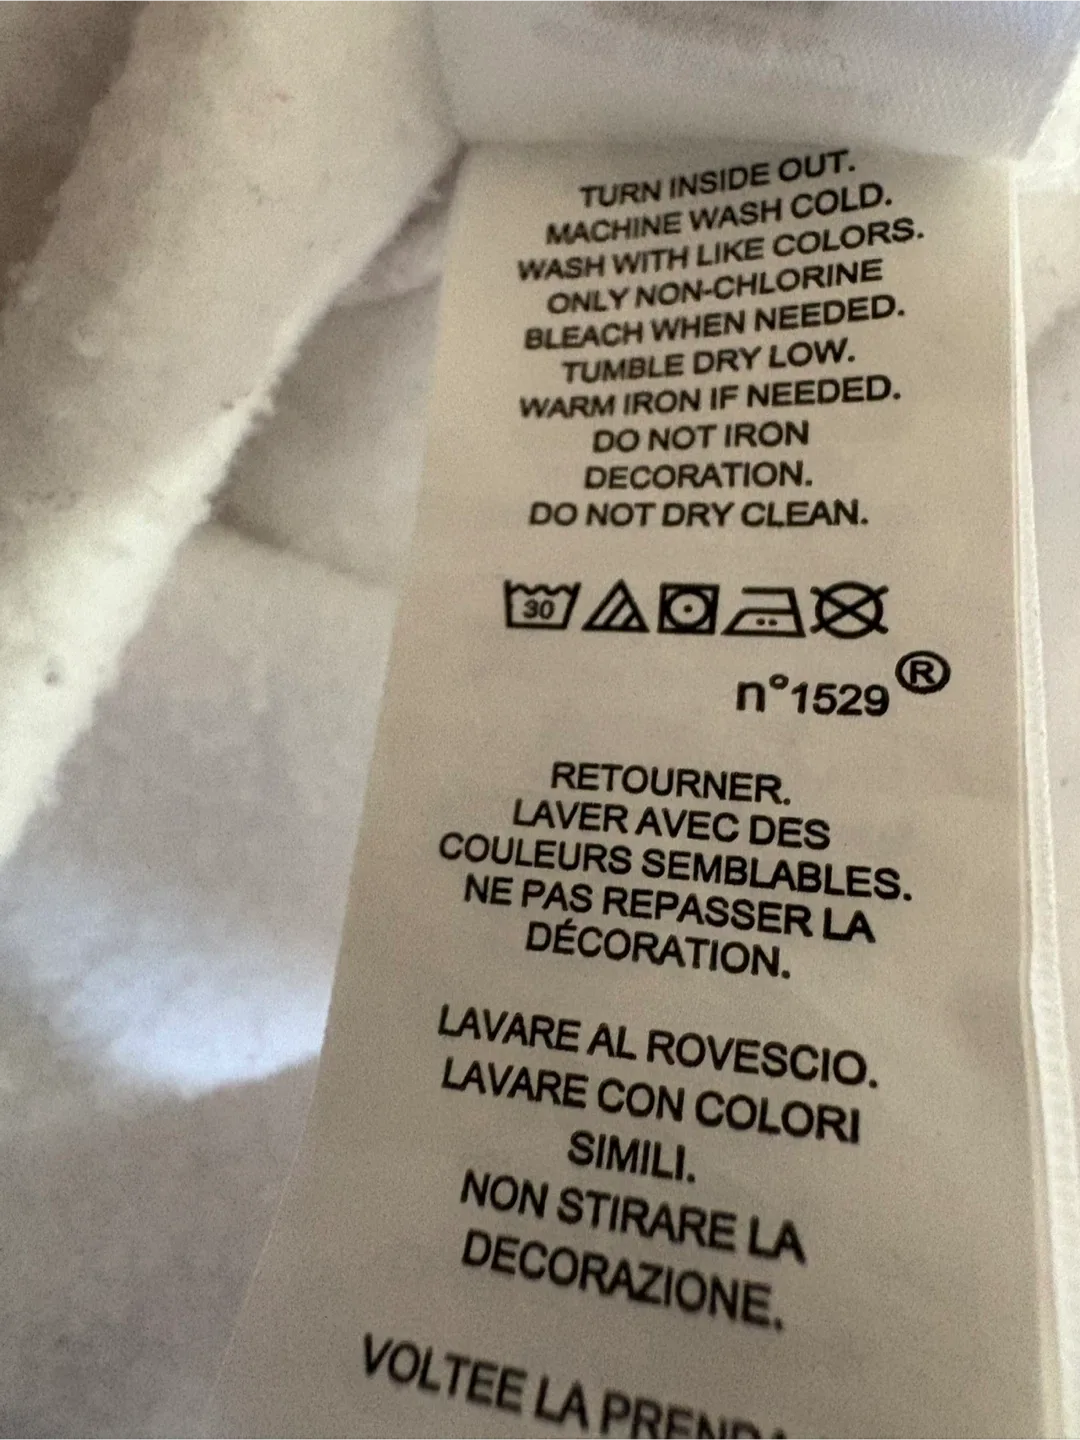 TURN INSIDE OUT.
MACHINE WASH COLD.
WASH WITH LIKE COLORS.
ONLY NON-CHLORINE
BLEACH WHEN NEEDED.
TUMBLE DRY LOW.
WARM IRON IF NEEDED.
DO NOT IRON
DECORATION.
DO NOT DRY CLEAN.
30
n°1529®
RETOURNER.
LAVER AVEC DES
COULEURS SEMBLABLES.
NE PAS REPASSER LA
DÉCORATION.
LAVARE AL ROVESCIO.
LAVARE CON COLORI
SIMILI.
NON STIRARE LA
DECORAZIONE.
VOLTEE LA